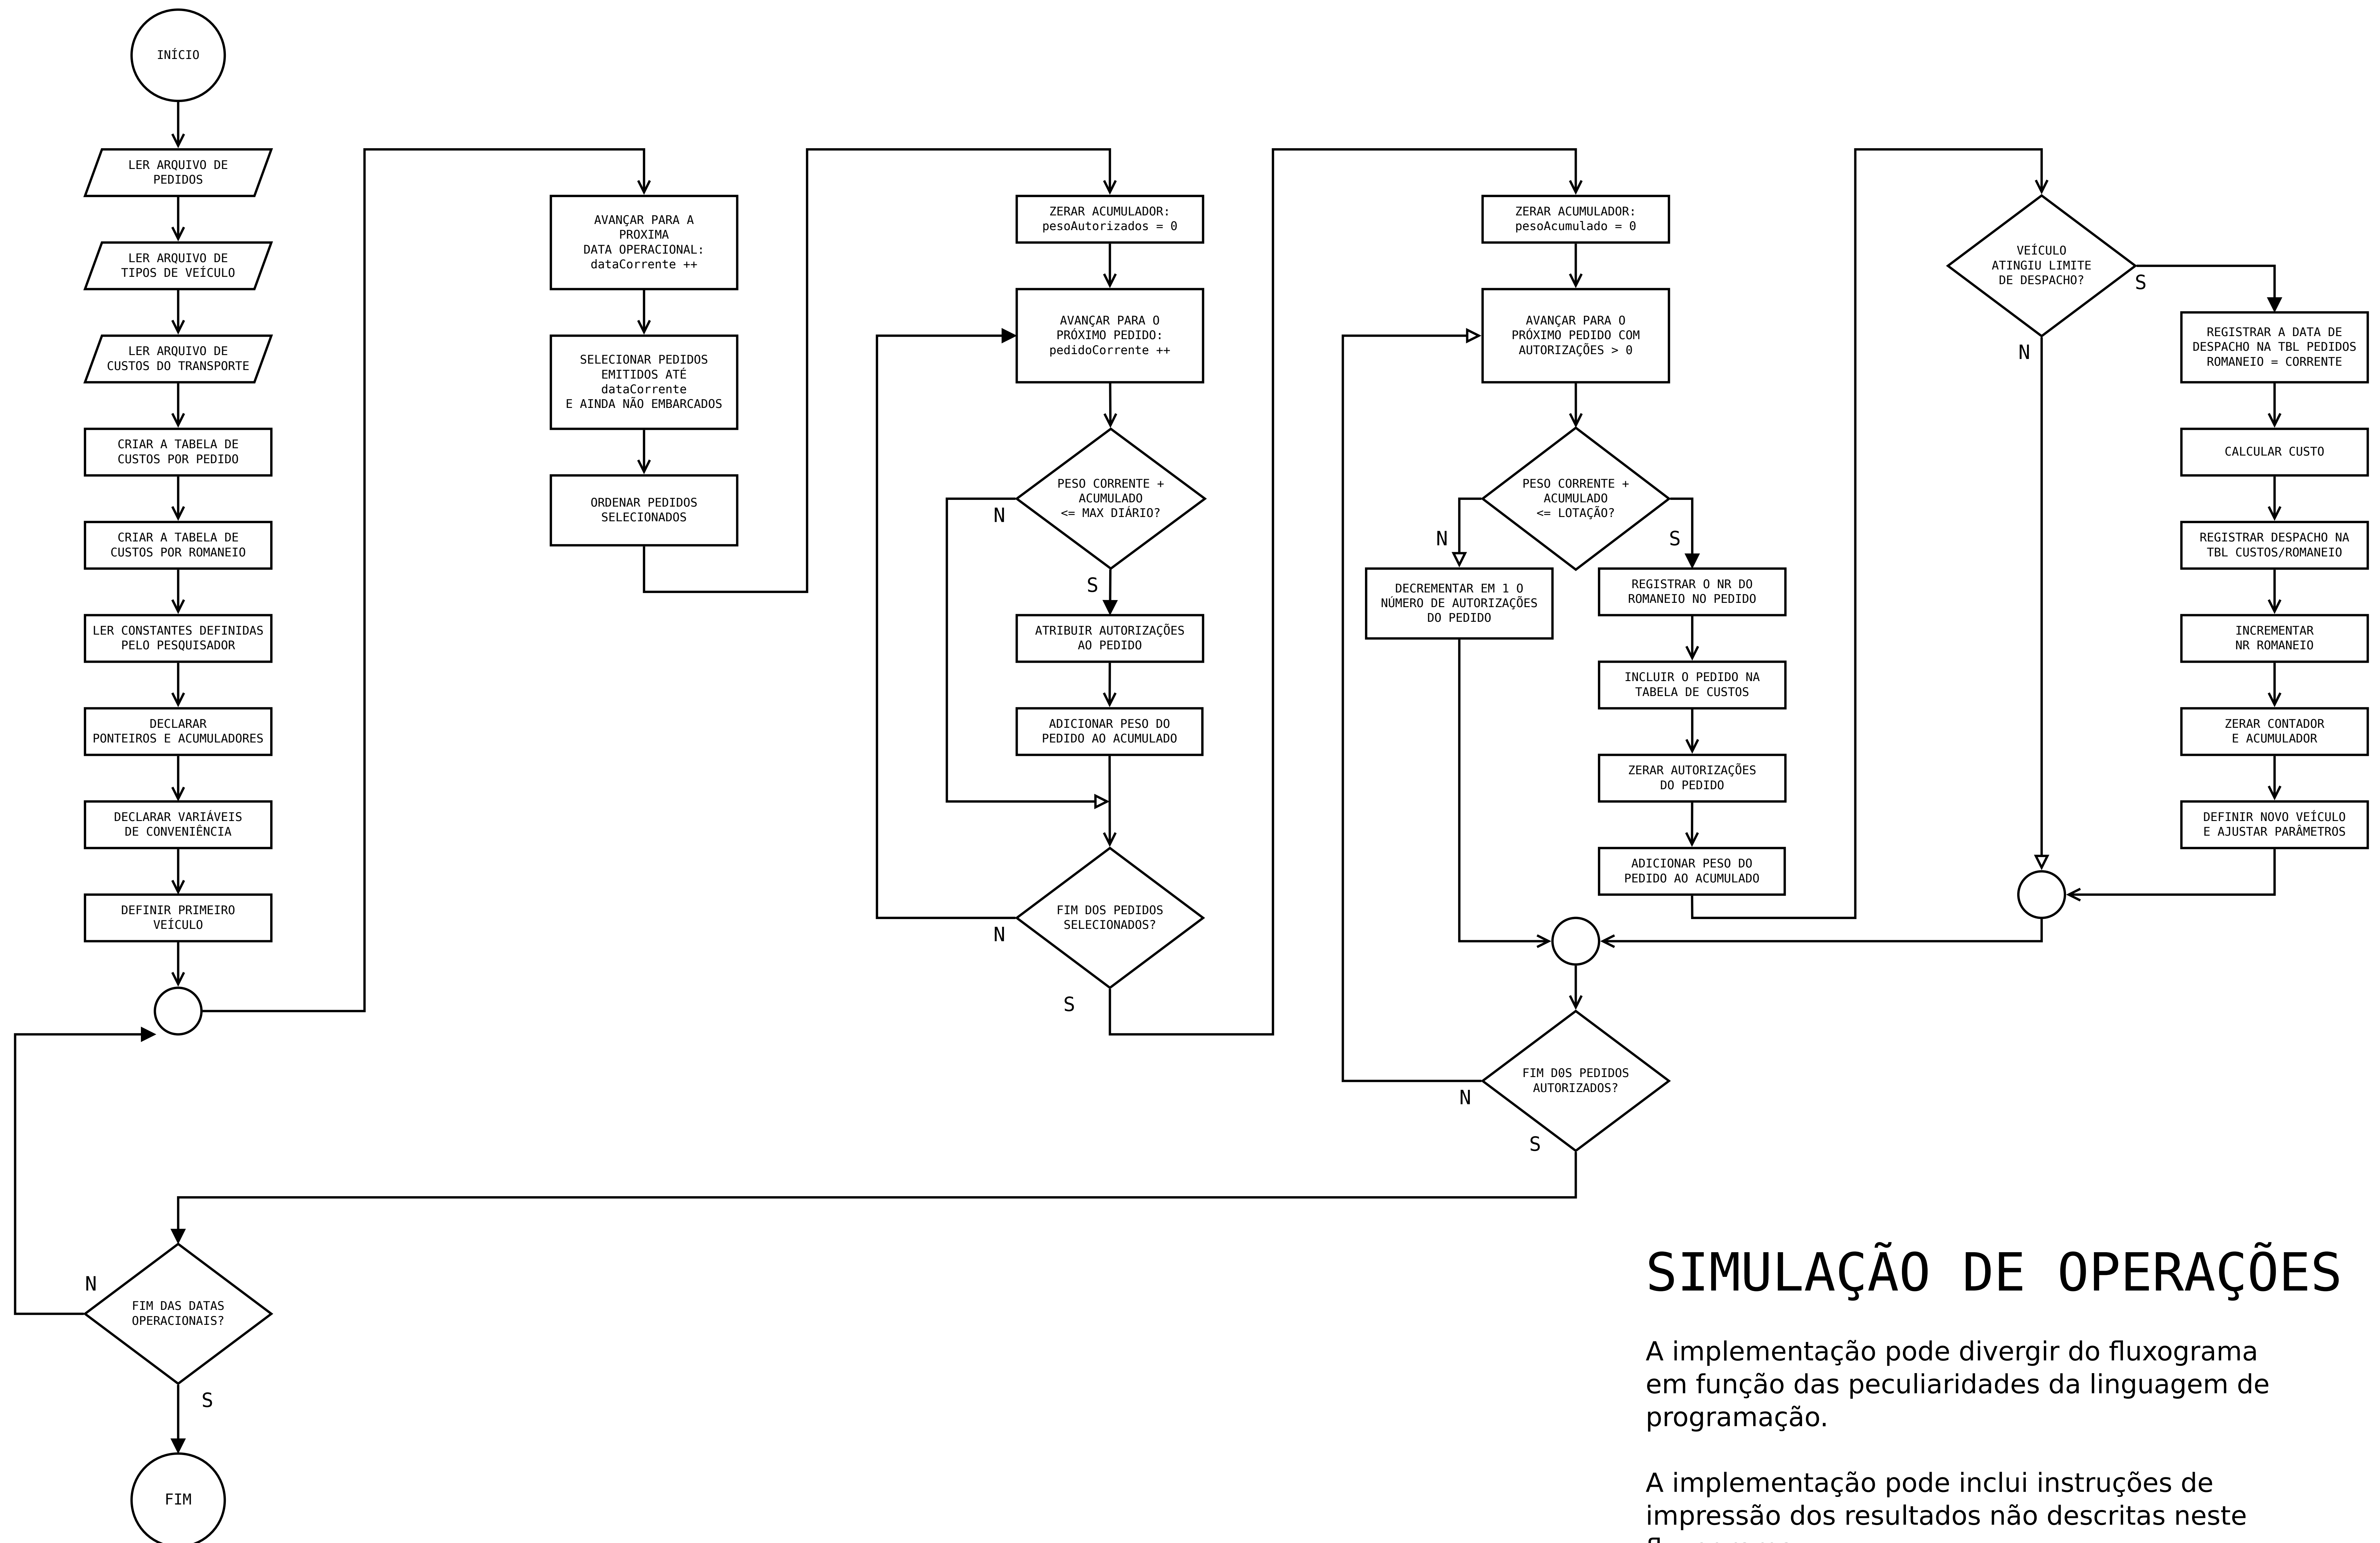 INÍCIO
LER ARQUIVO DE
PEDIDOS
LER ARQUIVO DE
TIPOS DE VEÍCULO
LER ARQUIVO DE
CUSTOS DO TRANSPORTE
CRIAR A TABELA DE
CUSTOS POR PEDIDO
CRIAR A TABELA DE
CUSTOS POR ROMANEIO
LER CONSTANTES DEFINIDAS
PELO PESQUISADOR
DECLARAR
PONTEIROS E ACUMULADORES
DECLARAR VARIÁVEIS
DE CONVENIÊNCIA
DEFINIR PRIMEIRO
VEÍCULO
AVANÇAR PARA A
PROXIMA
DATA OPERACIONAL:
dataCorrente ++
SELECIONAR PEDIDOS
EMITIDOS ATÉ
dataCorrente
E AINDA NÃO EMBARCADOS
ORDENAR PEDIDOS
SELECIONADOS
ZERAR ACUMULADOR:
pesoAutorizados = 0
AVANÇAR PARA O
PRÓXIMO PEDIDO:
pedidoCorrente ++
PESO CORRENTE +
ACUMULADO
<= MAX DIÁRIO?
N
S
ATRIBUIR AUTORIZAÇÕES
AO PEDIDO
ADICIONAR PESO DO
PEDIDO AO ACUMULADO
FIM DOS PEDIDOS
SELECIONADOS?
N
S
ZERAR ACUMULADOR:
pesoAcumulado = 0
AVANÇAR PARA O
PRÓXIMO PEDIDO COM
AUTORIZAÇÕES > 0
PESO CORRENTE +
ACUMULADO
<= LOTAÇÃO?
N
S
DECREMENTAR EM 1 O
NÚMERO DE AUTORIZAÇÕES
DO PEDIDO
REGISTRAR O NR DO
ROMANEIO NO PEDIDO
INCLUIR O PEDIDO NA
TABELA DE CUSTOS
ZERAR AUTORIZAÇÕES
DO PEDIDO
ADICIONAR PESO DO
PEDIDO AO ACUMULADO
FIM D0S PEDIDOS
AUTORIZADOS?
N
S
VEÍCULO
ATINGIU LIMITE
DE DESPACHO?
S
N
REGISTRAR A DATA DE
DESPACHO NA TBL PEDIDOS
ROMANEIO = CORRENTE
CALCULAR CUSTO
REGISTRAR DESPACHO NA
TBL CUSTOS/ROMANEIO
INCREMENTAR
NR ROMANEIO
ZERAR CONTADOR
E ACUMULADOR
DEFINIR NOVO VEÍCULO
E AJUSTAR PARÂMETROS
N
FIM DAS DATAS
OPERACIONAIS?
S
FIM
SIMULAÇÃO DE OPERAÇÕES
A implementação pode divergir do fluxograma
em função das peculiaridades da linguagem de
programação.
A implementação pode inclui instruções de
impressão dos resultados não descritas neste